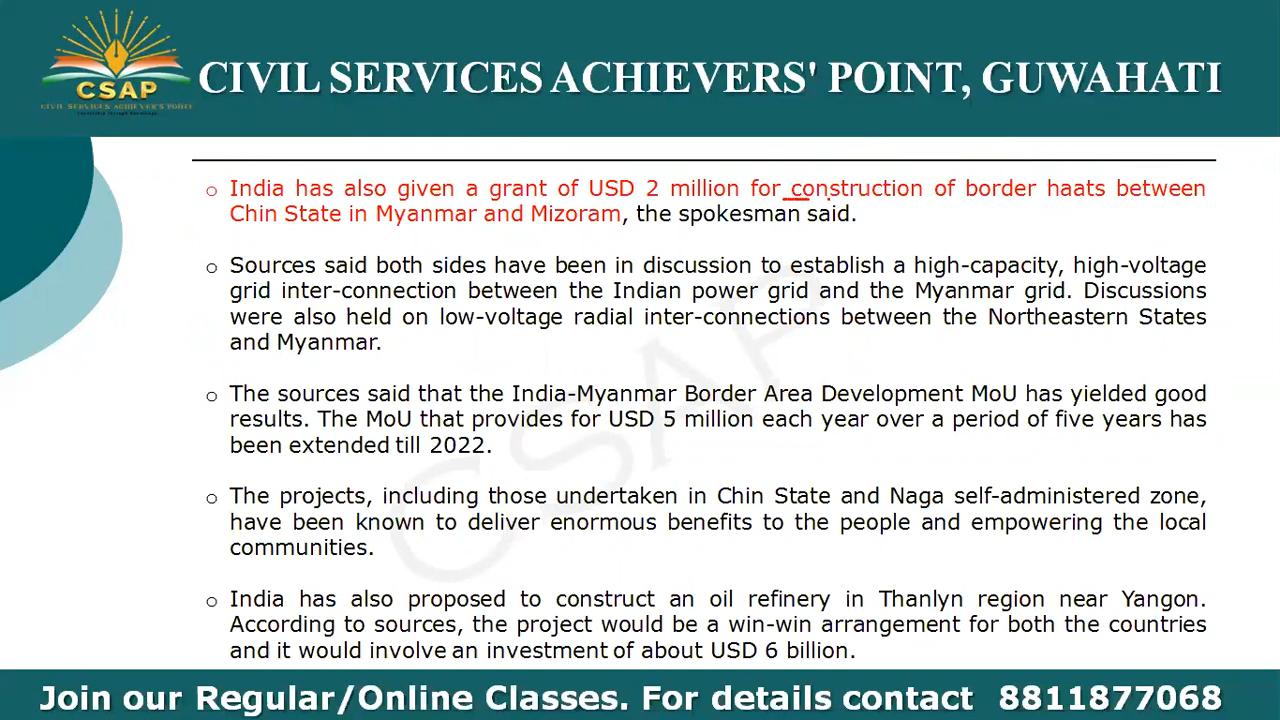 CSAP
CIVIL SERVICES ACHIEVER'S POINT
CIVIL SERVICES ACHIEVERS' POINT, GUWAHATI
o India has also given a grant of USD 2 million for construction of border haats between
Chin State in Myanmar and Mizoram, the spokesman said.
o Sources said both sides have been in discussion to establish a high-capacity, high-voltage
grid inter-connection between the Indian power grid and the Myanmar grid. Discussions
were also held on low-voltage radial inter-connections between the Northeastern States
and Myanmar.
o The sources said that the India-Myanmar Border Area Development MoU has yielded good
results. The MoU that provides for USD 5 million each year over a period of five years has
been extended till 2022.
o The projects, including those undertaken in Chin State and Naga self-administered zone,
have been known to deliver enormous benefits to the people and empowering the local
communities.
o India has also proposed to construct an oil refinery in Thanlyn region near Yangon.
According to sources, the project would be a win-win arrangement for both the countries
and it would involve an investment of about USD 6 billion.
CSAP
Join our Regular/Online Classes. For details contact 8811877068